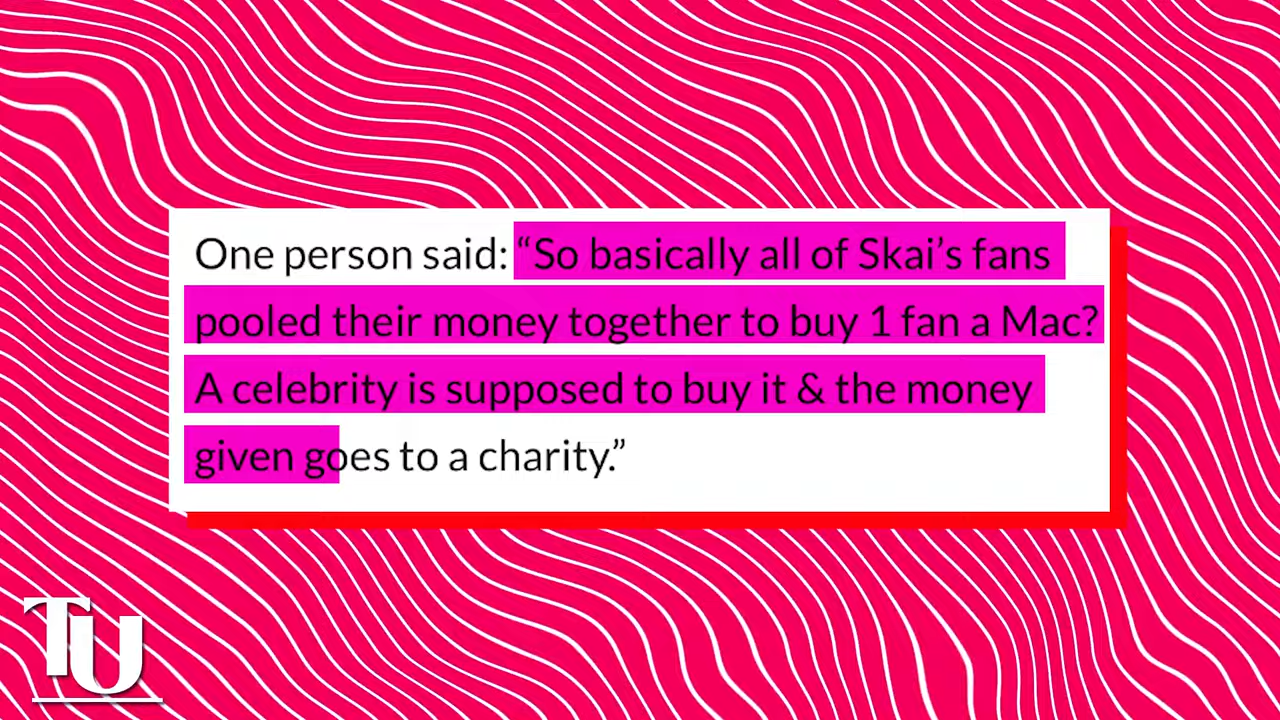 One person said: “So basically all of Skai’s fans
pooled their money together to buy 1 fan a Mac?
A celebrity is supposed to buy it & the money
given goes to a charity.”
TU